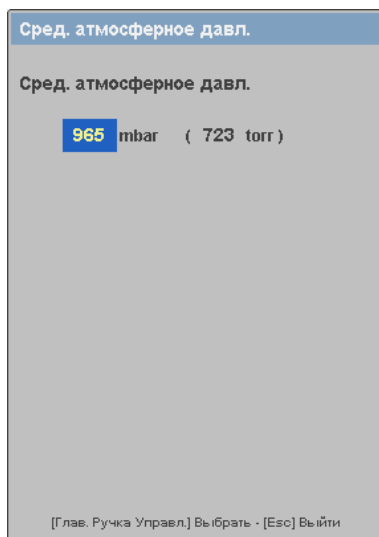 Сред. атмосферное давл.
Сред. атмосферное давл.
965 mbar ( 723 torr )
[Глав. Ручка Управл.] Выбрать - [Esc] Выйти